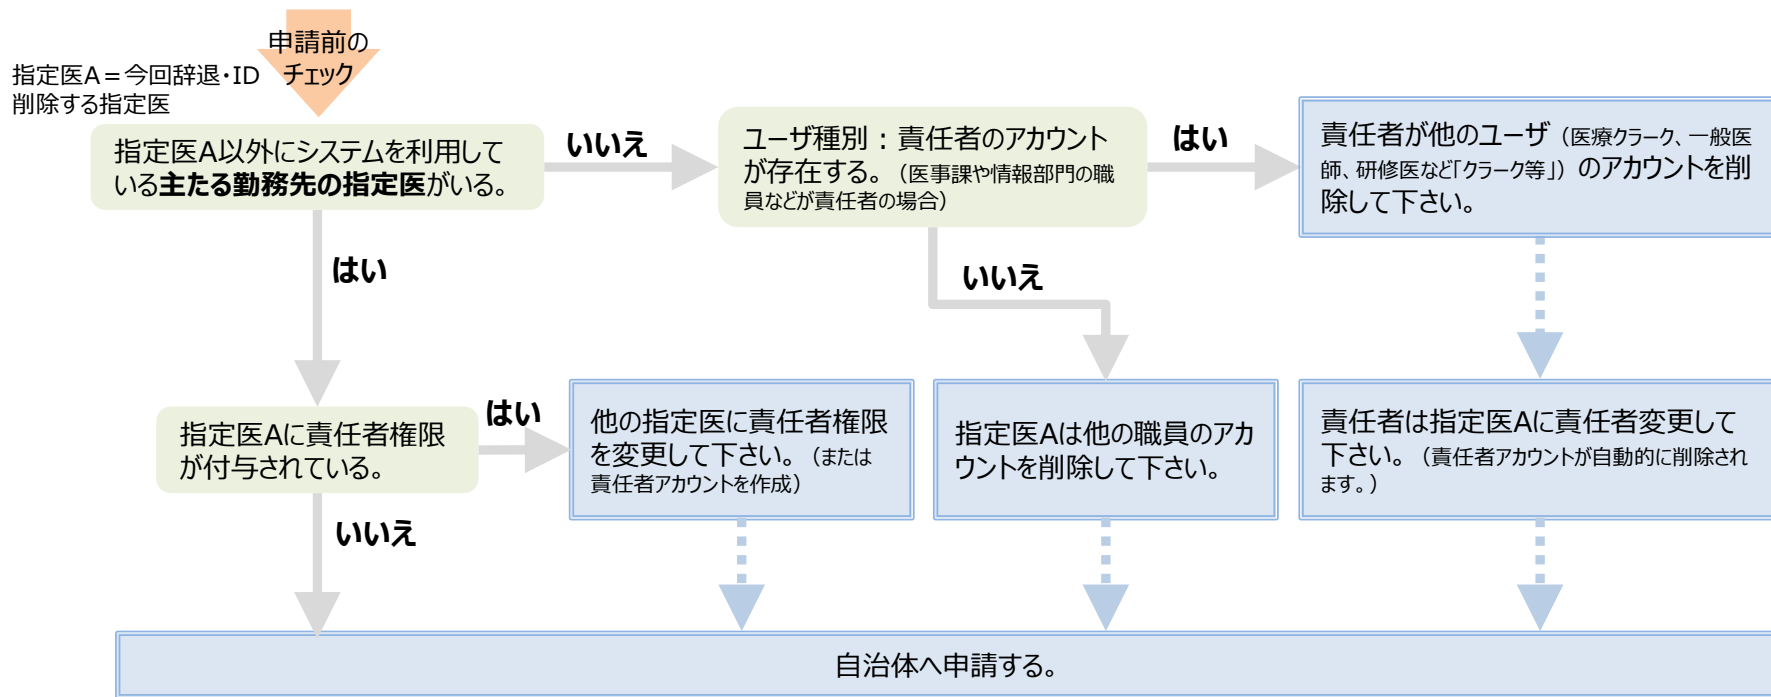 申請前の
チェック
指定医A＝今回辞退・ID
削除する指定医
指定医A以外にシステムを利用して
いる主たる勤務先の指定医がいる。
いいえ
ユーザ種別：責任者のアカウント
が存在する。（医事課や情報部門の職
員などが責任者の場合）
はい
責任者が他のユーザ（医療クラーク、一般医
師、研修医など「クラーク等」）のアカウントを削
除して下さい。
はい
いいえ
指定医Aに責任者権限
が付与されている。
はい
他の指定医に責任者権限
を変更して下さい。（または
責任者アカウントを作成）
指定医Aは他の職員のアカ
ウントを削除して下さい。
責任者は指定医Aに責任者変更して
下さい。（責任者アカウントが自動的に削除され
ます。）
いいえ
自治体へ申請する。